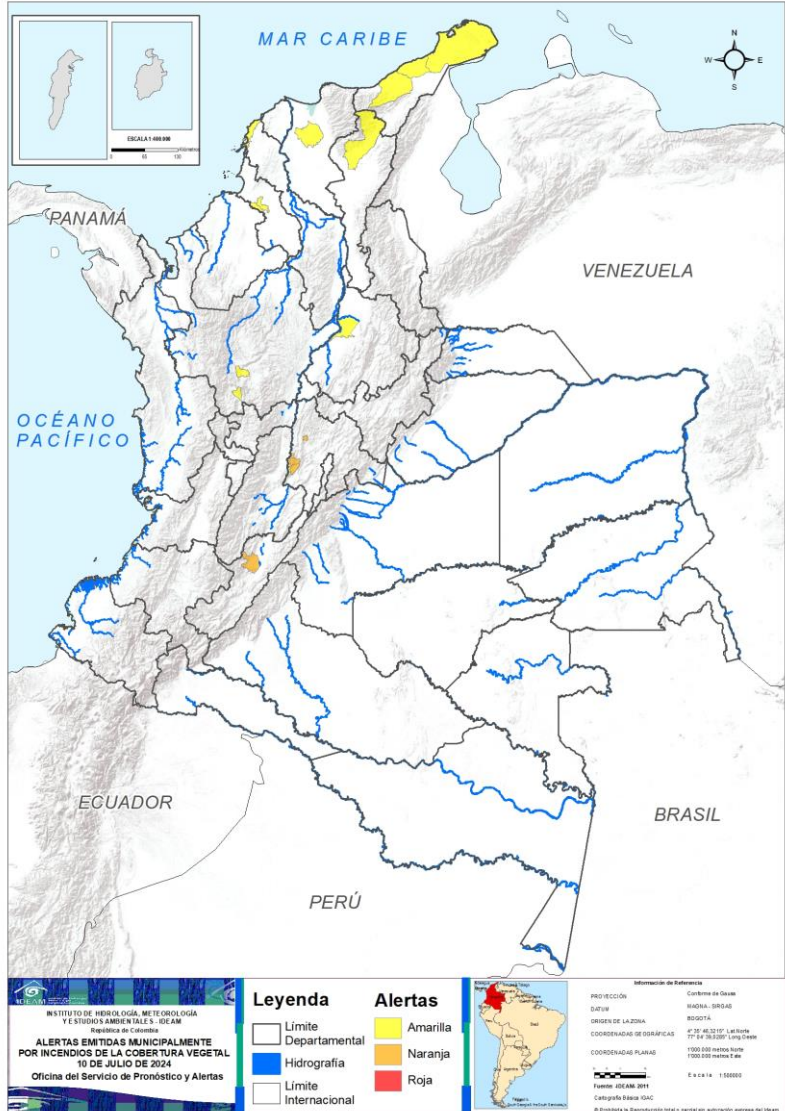 MAR CARIBE
N
W
E
S
ESCALA 1:400.000
PANAMÁ
VENEZUELA
OCÉANO
PACÍFICO
ECUADOR
BRASIL
PERÚ
IDEAM
INSTITUTO DE HIDROLOGÍA, METEOROLOGÍA
Y ESTUDIOS AMBIENTALES - IDEAM
República de Colombia
ALERTAS EMITIDAS MUNICIPALMENTE
POR INCENDIOS DE LA COBERTURA VEGETAL
10 DE JULIO DE 2024
Oficina del Servicio de Pronóstico y Alertas
Leyenda
Límite
Departamental
Hidrografía
Límite
Internacional
Alertas
Amarilla
Naranja
Roja
Información de Referencia
PROYECCIÓN
Conforme de Gauss
DATUM
MAGNA - SIRGAS
ORIGEN DE LA ZONA
BOGOTÁ
COORDENADAS GEOGRÁFICAS
COORDENADAS PLANAS
1'000.000 metros Norte
1'000.000 metros Este
Escala 1:500000
Fuente: IDEAM- 2011
Cartografía Básica: IGAC